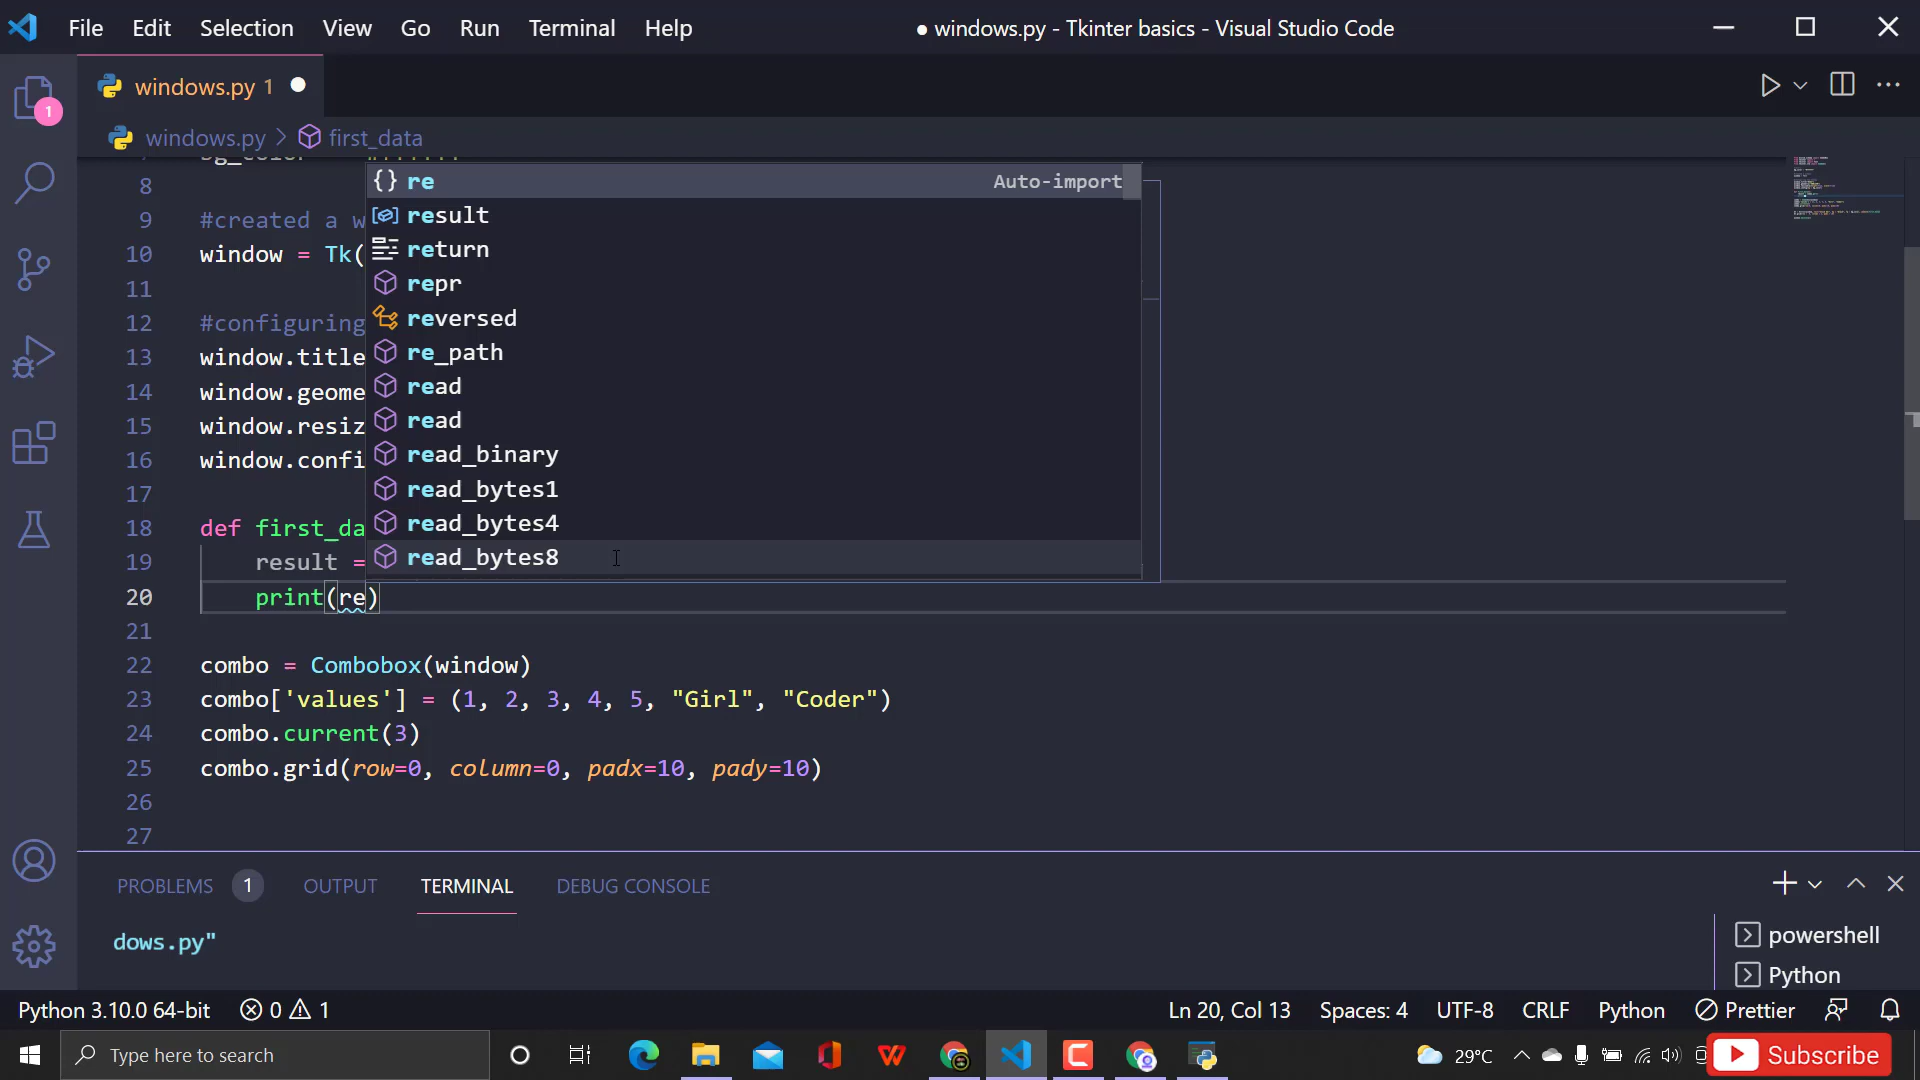 File Edit Selection View Go Run Terminal Help
● windows.py - Tkinter basics - Visual Studio Code
1
windows.py 1
windows.py > first_data
8
9 #created a w
10 window = Tk(
11
12 #configuring
13 window.title
14 window.geome
15 window.resiz
16 window.confi
17
18 def first_da
19 result =
20 print(re)
21
22 combo = Combobox(window)
23 combo['values'] = (1, 2, 3, 4, 5, "Girl", "Coder")
24 combo.current(3)
25 combo.grid(row=0, column=0, padx=10, pady=10)
26
27
{} re Auto-import
result
return
repr
reversed
re_path
read
read
read_binary
read_bytes1
read_bytes4
read_bytes8
PROBLEMS 1 OUTPUT TERMINAL DEBUG CONSOLE
dows.py"
powershell
Python
Python 3.10.0 64-bit 0 1
Ln 20, Col 13 Spaces: 4 UTF-8 CRLF Python Prettier
Type here to search
29°C
Subscribe